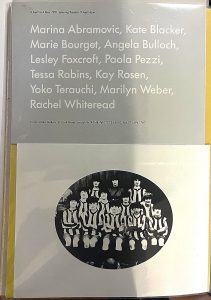 Marina Abramovic, Kate Blacker,
Marie Bourget, Angela Bulloch,
Lesley Foxcroft, Paola Pezzi,
Tessa Robins, Kay Rosen,
Yoko Terauchi, Marilyn Weber,
Rachel Whiteread